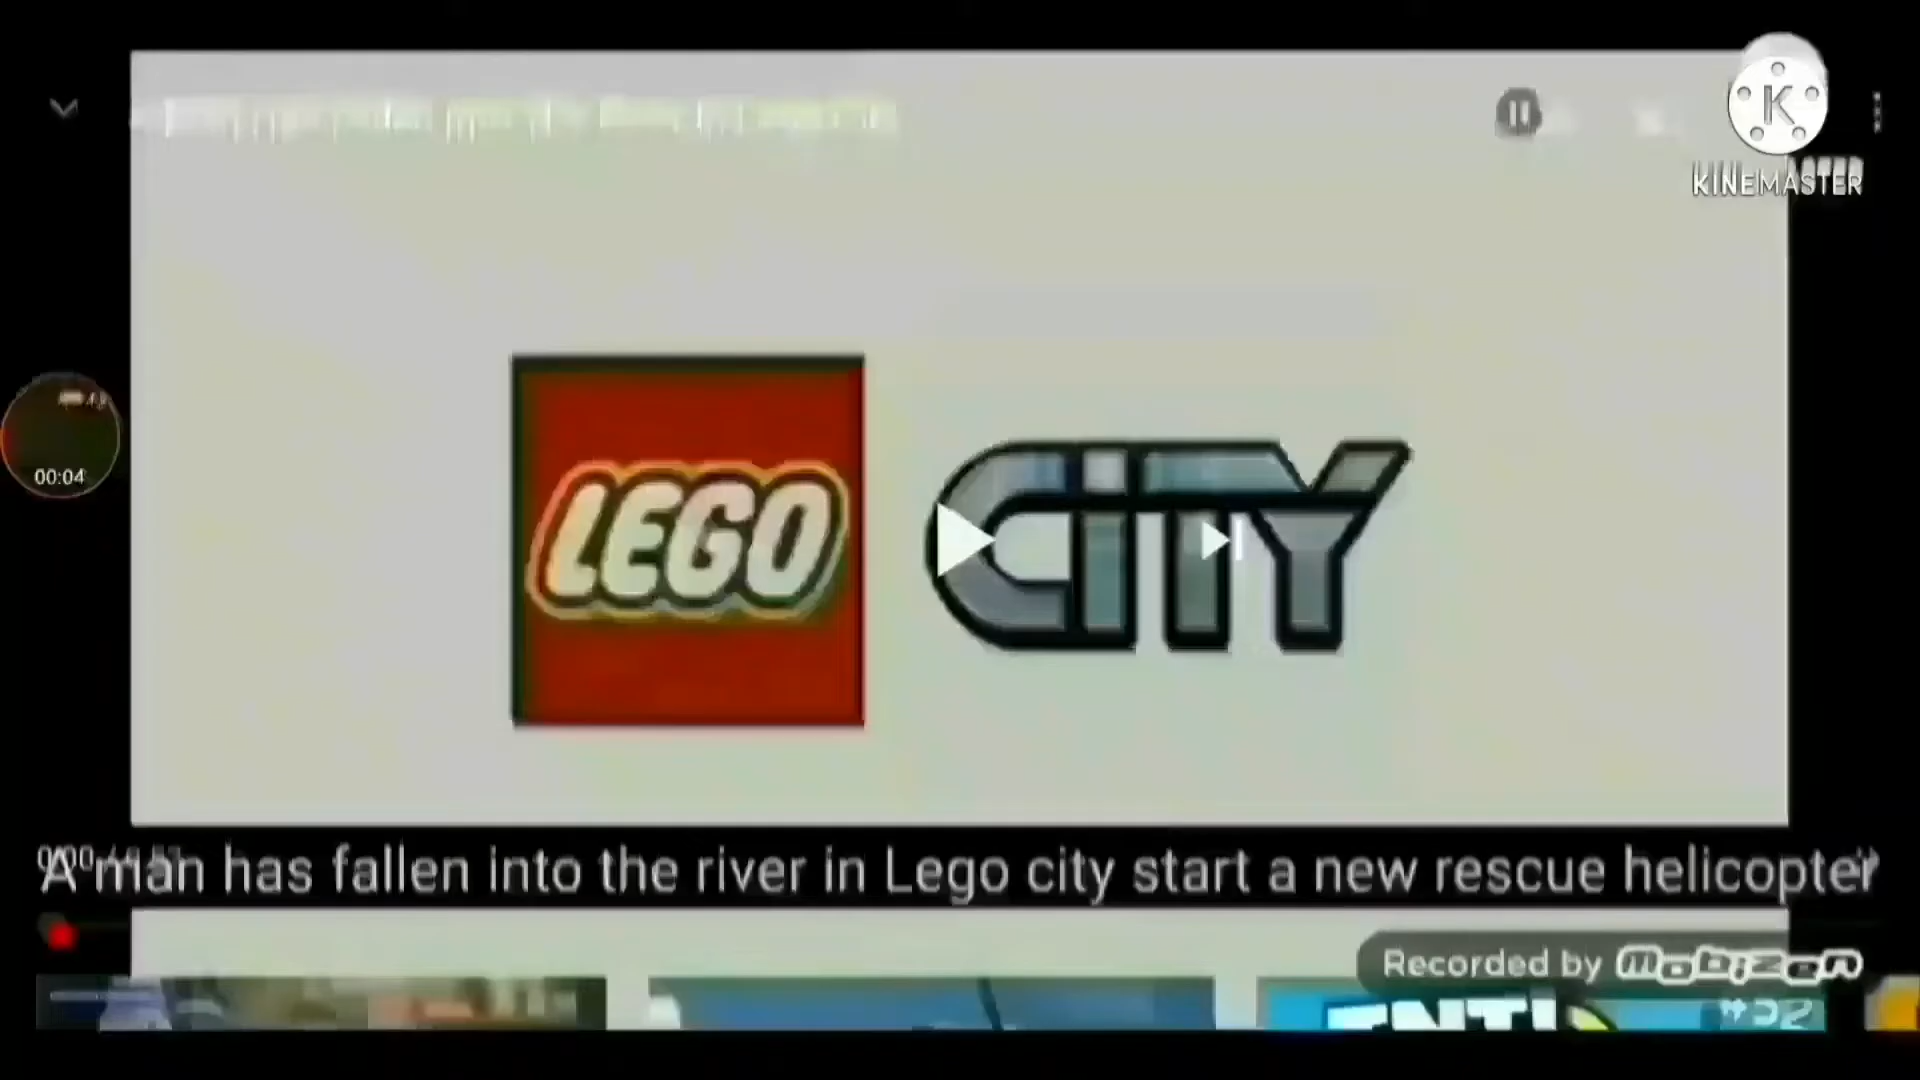 KINEMASTER
00:04
LEGO
CITY
A man has fallen into the river in Lego city start a new rescue helicopter
Recorded by mobizen